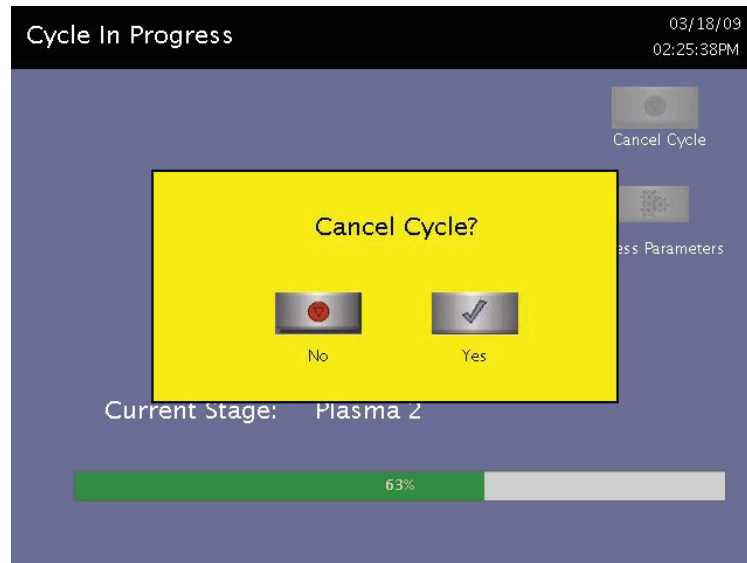 Cycle In Progress
03/18/09
02:25:38PM
Cancel Cycle
ess Parameters
Cancel Cycle?
No
Yes
Current Stage: Plasma 2
63%